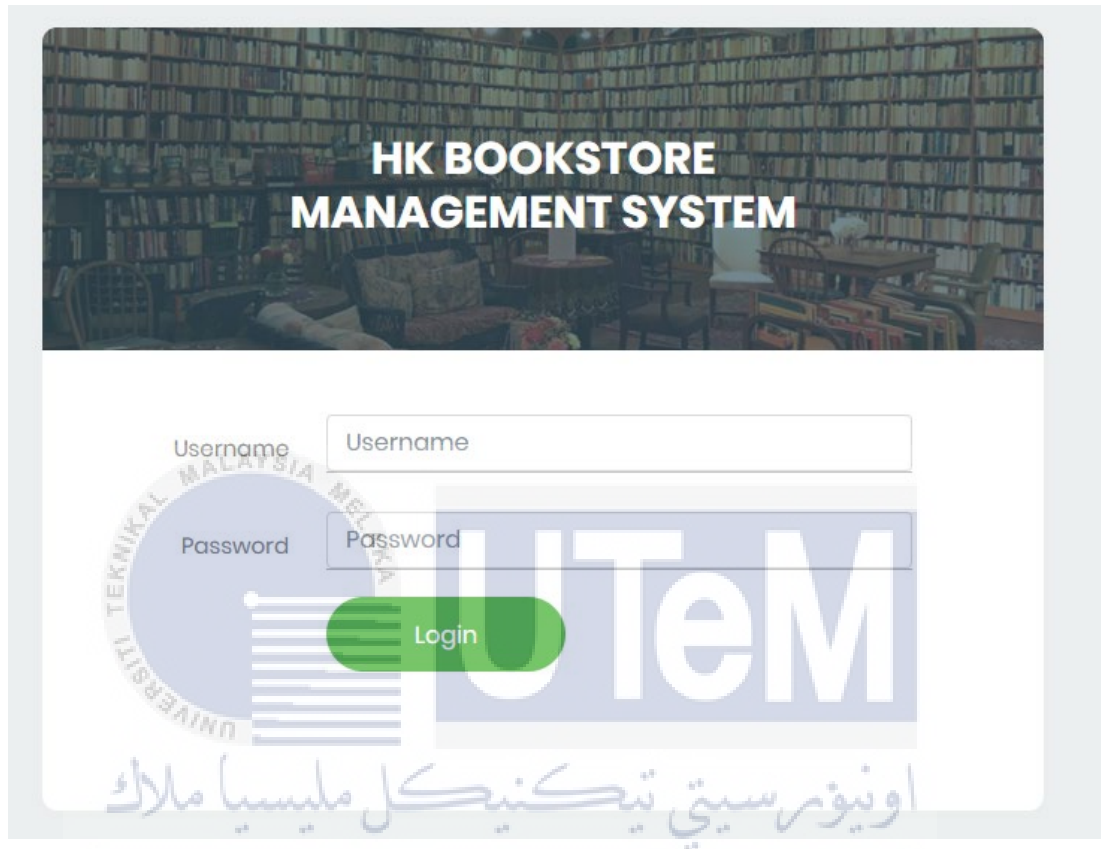 HK BOOKSTORE
MANAGEMENT SYSTEM
Username
Username
Password
Password
Login
UNIVERSITI TEKNIKAL MALAYSIA MELAKA
UTeM
اونيۏرسيتي تيكنيكل مليسيا ملاك